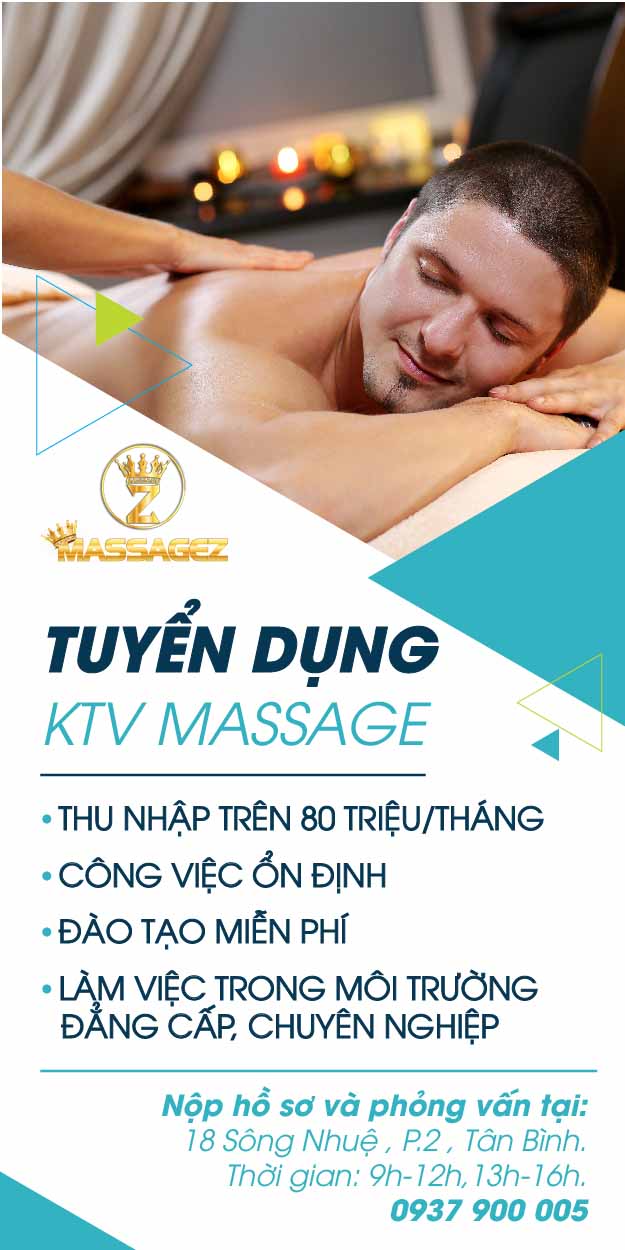 Z
MASSAGEZ
TUYỂN DỤNG
KTV MASSAGE
• THU NHẬP TRÊN 80 TRIỆU/THÁNG
• CÔNG VIỆC ỔN ĐỊNH
• ĐÀO TẠO MIỄN PHÍ
• LÀM VIỆC TRONG MÔI TRƯỜNG
ĐẲNG CẤP, CHUYÊN NGHIỆP
Nộp hồ sơ và phỏng vấn tại:
18 Sông Nhuệ , P.2 , Tân Bình.
Thời gian: 9h-12h,13h-16h.
0937 900 005